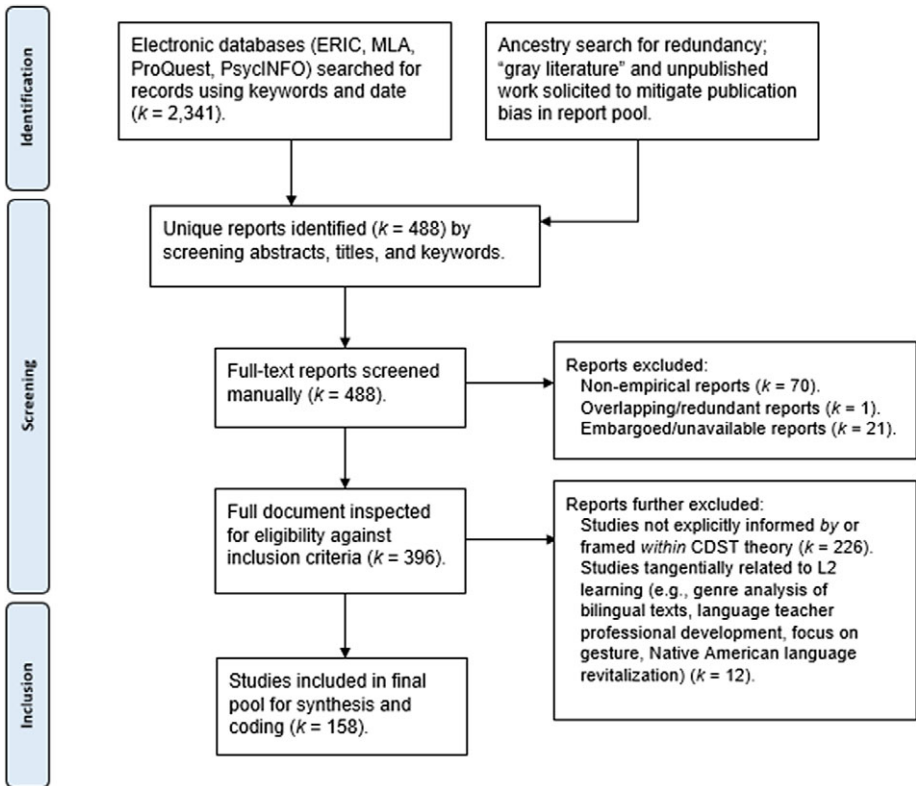 Identification
Electronic databases (ERIC, MLA,
ProQuest, PsycINFO) searched for
records using keywords and date
(k = 2,341).
Ancestry search for redundancy;
“gray literature” and unpublished
work solicited to mitigate publication
bias in report pool.
Screening
Unique reports identified (k = 488) by
screening abstracts, titles, and keywords.
Full-text reports screened
manually (k = 488).
Reports excluded:
Non-empirical reports (k = 70).
Overlapping/redundant reports (k = 1).
Embargoed/unavailable reports (k = 21).
Full document inspected
for eligibility against
inclusion criteria (k = 396).
Reports further excluded:
Studies not explicitly informed by or
framed within CDST theory (k = 226).
Studies tangentially related to L2
learning (e.g., genre analysis of
bilingual texts, language teacher
professional development, focus on
gesture, Native American language
revitalization) (k = 12).
Inclusion
Studies included in final
pool for synthesis and
coding (k = 158).